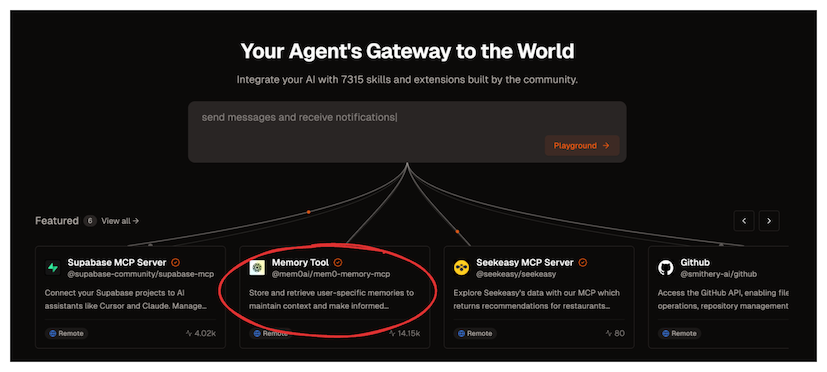 Your Agent's Gateway to the World
Integrate your AI with 7315 skills and extensions built by the community.
send messages and receive notifications
Playground →
Featured 6 View all →
Supabase MCP Server
@supabase-community/supabase-mcp
Connect your Supabase projects to AI
assistants like Cursor and Claude. Manage...
Remote 4.02k
Memory Tool
@mem0ai/mem0-memory-mcp
Store and retrieve user-specific memories to
maintain context and make informed...
Remote 14.15k
Seekeasy MCP Server
@seekeasy/seekeasy
Explore Seekeasy's data with our MCP which
returns recommendations for restaurants...
Remote 80
Github
@smithery-ai/github
Access the GitHub API, enabling file
operations, repository management
Remote